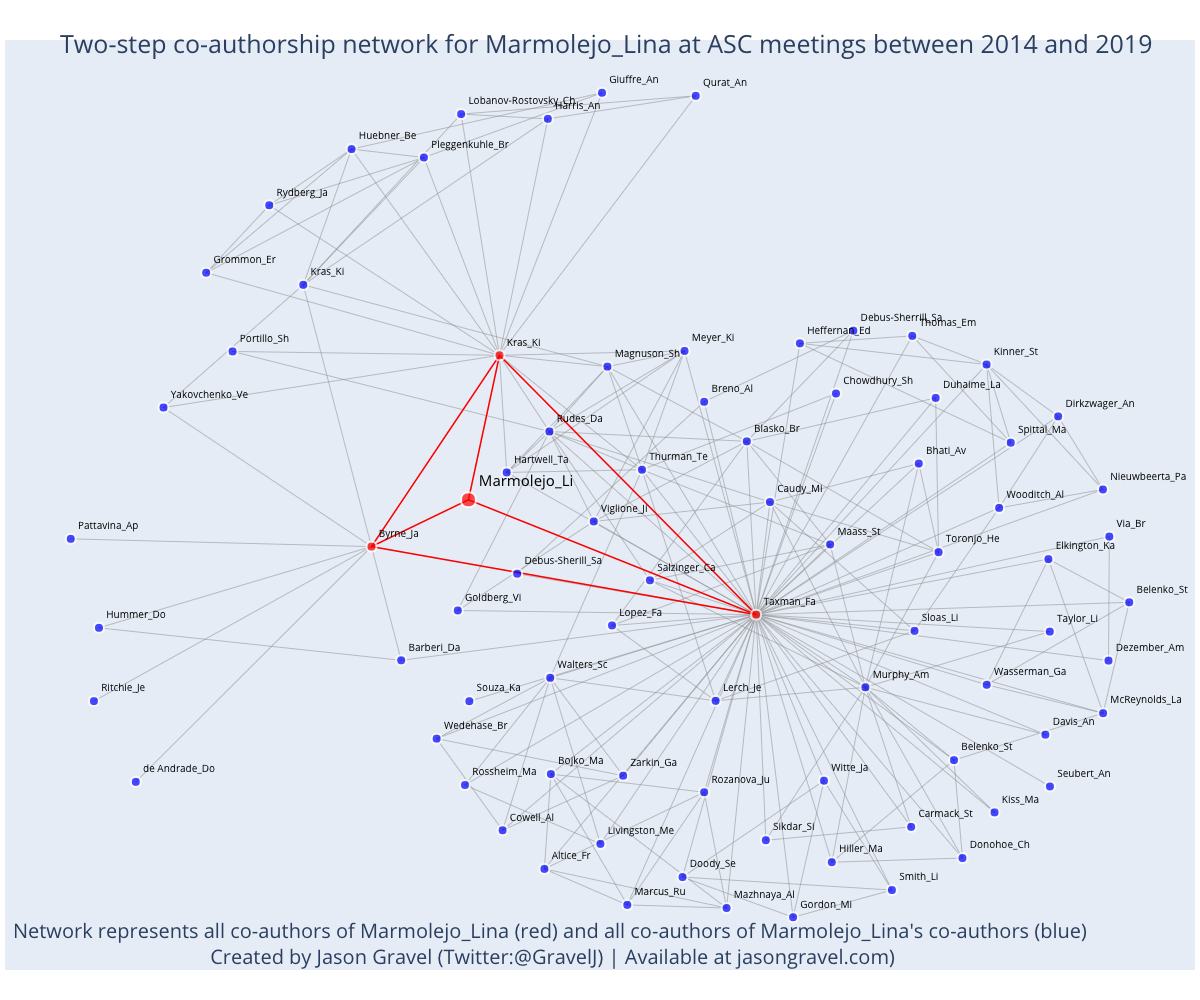 Two-step co-authorship network for Marmolejo_Lina at ASC meetings between 2014 and 2019
Giuffre_An
Qurat_An
Lobanov-Rostovsky_Ch
Harris_An
Huebner_Be
Pleggenkuhle_Br
Rydberg_Ja
Grommon_Er
Kras_Ki
Debus-Sherrill_Sa
Thomas_Em
Heffernan_Ed
Portillo_Sh
Kras_Ki
Meyer_Ki
Magnuson_Sh
Kinner_St
Yakovchenko_Ve
Breno_Al
Chowdhury_Sh
Duhaime_La
Dirkzwager_An
Rudes_Da
Blasko_Br
Spittal_Ma
Hartwell_Ta
Thurman_Te
Bhati_Av
Marmolejo_Li
Caudy_Mi
Wooditch_Al
Nieuwbeerta_Pa
Viglione_Jl
Pattavina_Ap
Byrne_Ja
Maass_St
Toronjo_He
Via_Br
Debus-Sherill_Sa
Salzinger_Ca
Elkington_Ka
Goldberg_Vi
Taxman_Fa
Belenko_St
Hummer_Do
Lopez_Fa
Sloas_Li
Taylor_Li
Barberi_Da
Dezember_Am
Walters_Sc
Murphy_Am
Wasserman_Ga
Ritchie_Je
Souza_Ka
Lerch_Je
McReynolds_La
Wedehase_Br
Davis_An
Belenko_St
de Andrade_Do
Rossheim_Ma
Bojko_Ma
Zarkin_Ga
Rozanova_Ju
Witte_Ja
Seubert_An
Kiss_Ma
Cowell_Al
Livingston_Me
Sikdar_Si
Carmack_St
Altice_Fr
Doody_Se
Hiller_Ma
Donohoe_Ch
Marcus_Ru
Mazhnaya_Al
Gordon_Mi
Smith_Li
Network represents all co-authors of Marmolejo_Lina (red) and all co-authors of Marmolejo_Lina's co-authors (blue)
Created by Jason Gravel (Twitter:@GravelJ) | Available at jasongravel.com)